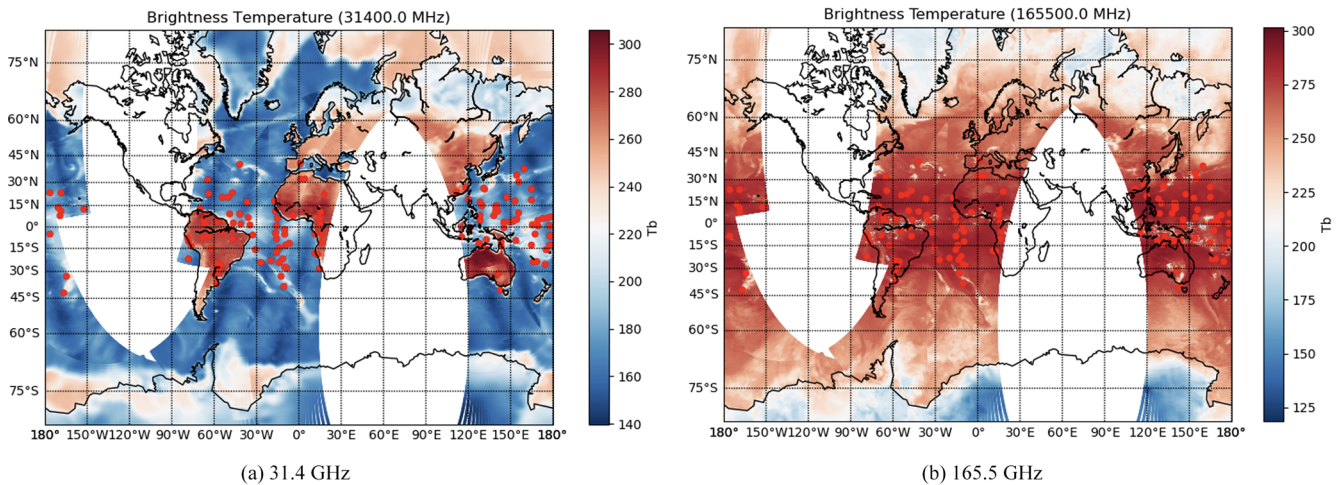 Brightness Temperature (31400.0 MHz)
75°N
60°N
45°N
30°N
15°N
0°
15°S
30°S
45°S
60°S
75°S
180° 150°W 120°W 90°W 60°W 30°W 0° 30°E 60°E 90°E 120°E 150°E 180°
300
280
260
240
220
200
180
160
140
Tb
(a) 31.4 GHz
Brightness Temperature (165500.0 MHz)
75°N
60°N
45°N
30°N
15°N
0°
15°S
30°S
45°S
60°S
75°S
180° 150°W 120°W 90°W 60°W 30°W 0° 30°E 60°E 90°E 120°E 150°E 180°
300
275
250
225
200
175
150
125
Tb
(b) 165.5 GHz